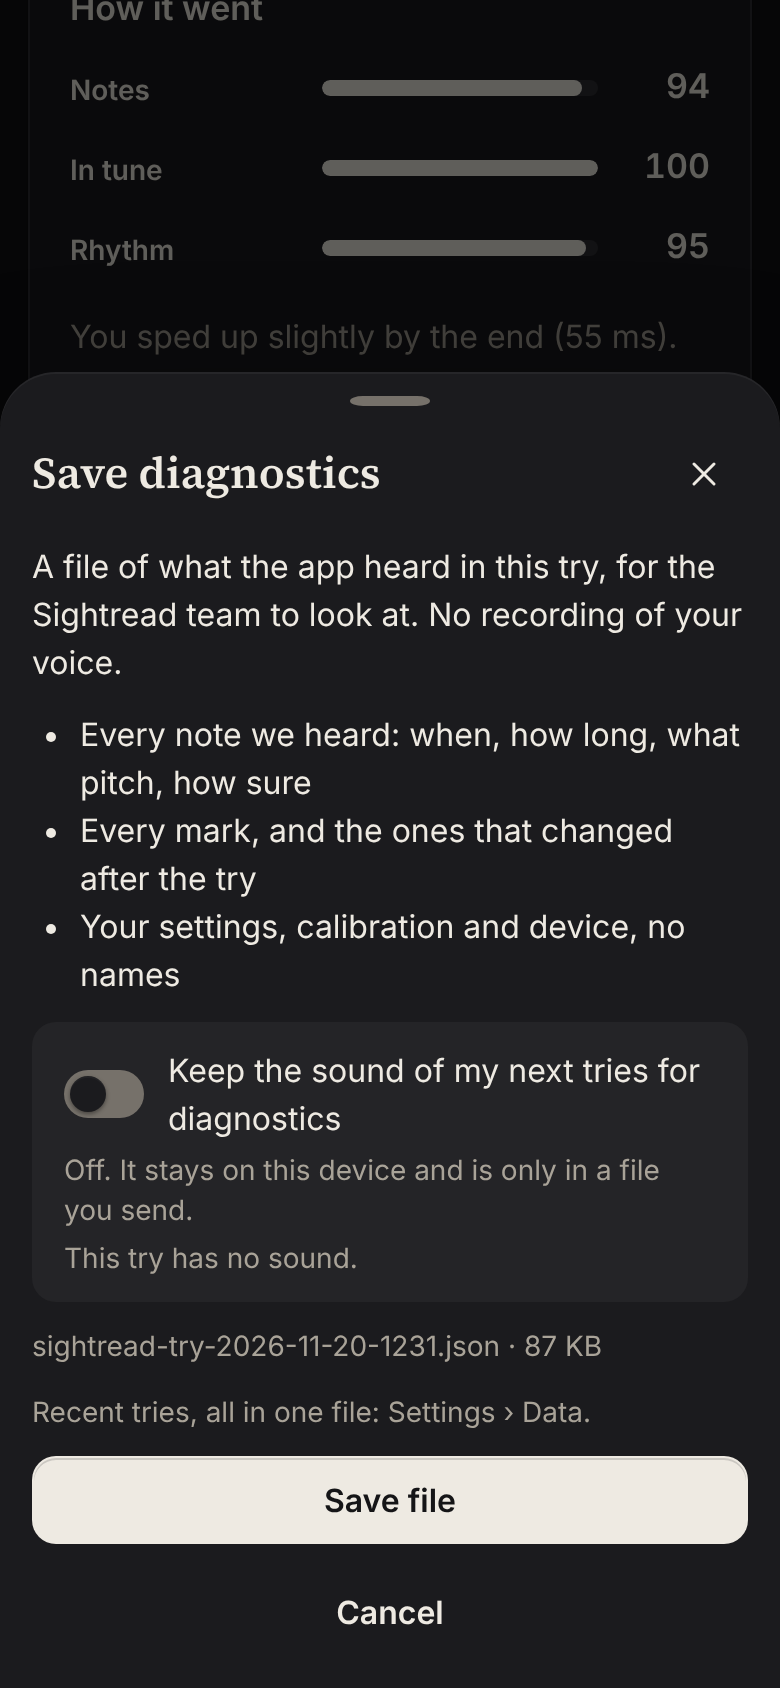 How it went
Notes 94
In tune 100
Rhythm 95
You sped up slightly by the end (55 ms).
Save diagnostics
A file of what the app heard in this try, for the
Sightread team to look at. No recording of your
voice.
• Every note we heard: when, how long, what
pitch, how sure
• Every mark, and the ones that changed
after the try
• Your settings, calibration and device, no
names
Keep the sound of my next tries for
diagnostics
Off. It stays on this device and is only in a file
you send.
This try has no sound.
sightread-try-2026-11-20-1231.json · 87 KB
Recent tries, all in one file: Settings › Data.
Save file
Cancel